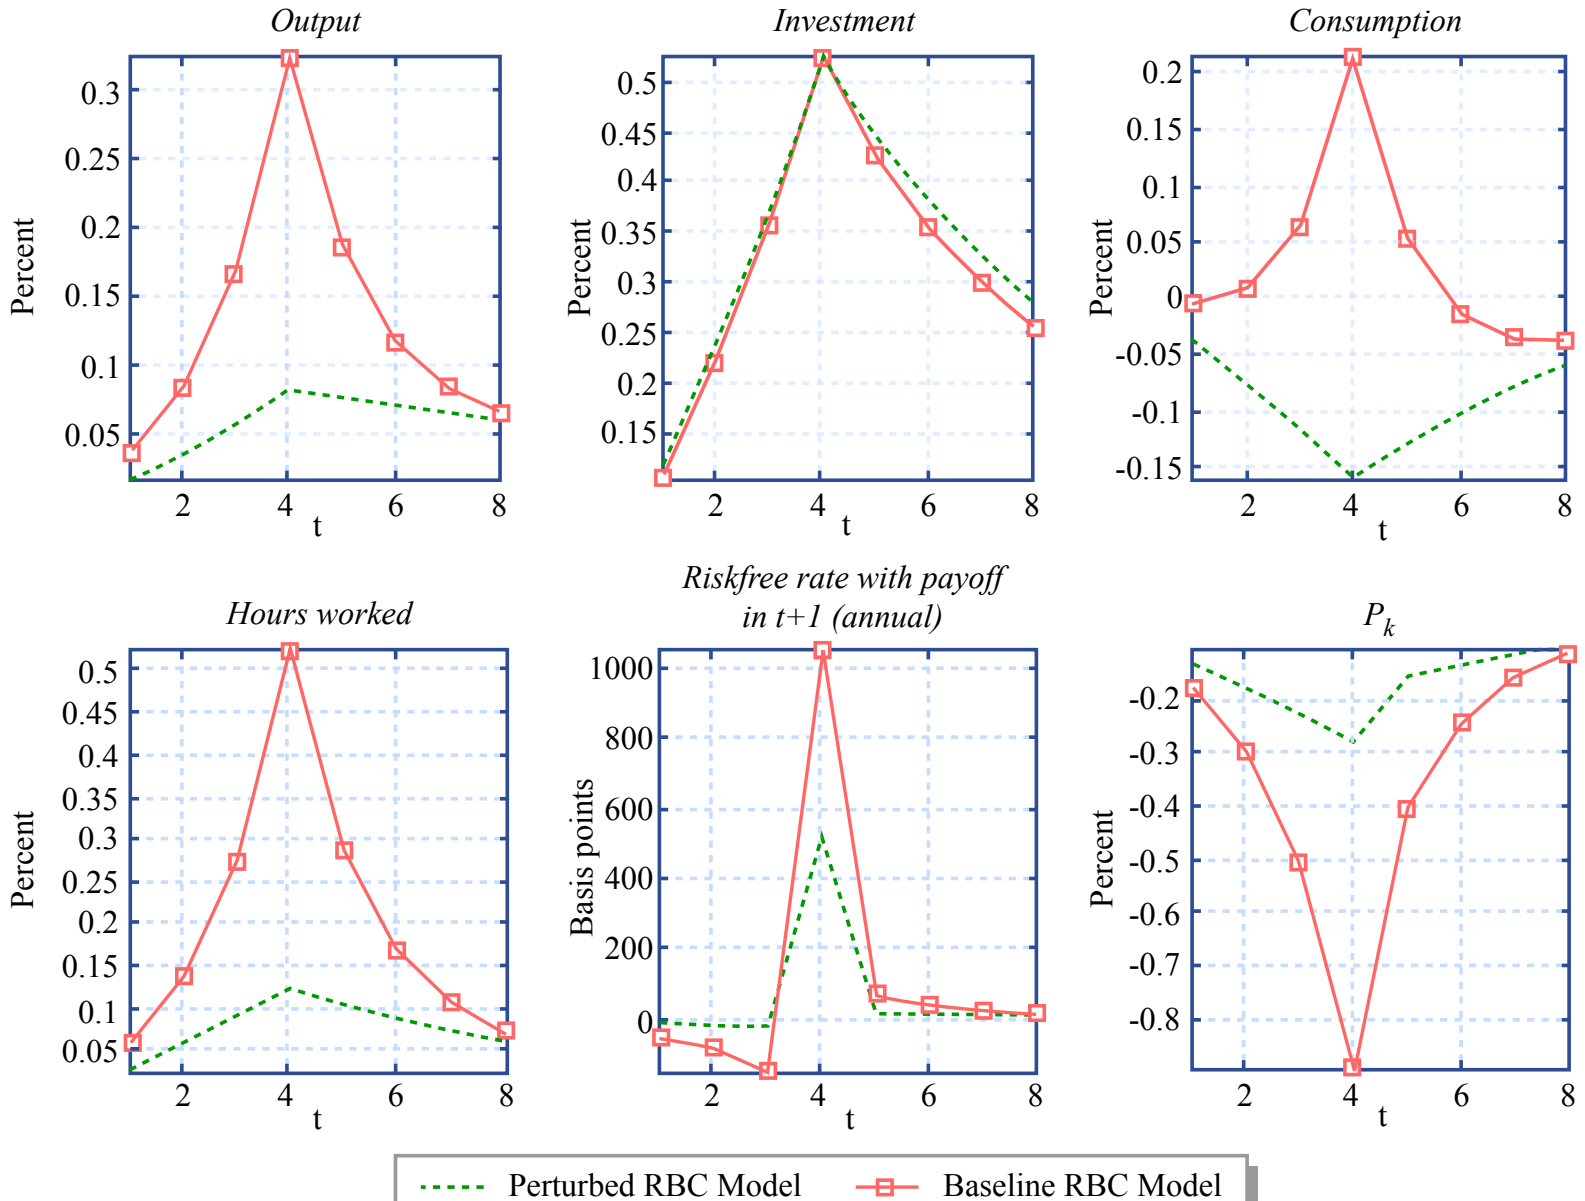 Output
Percent
0.3
0.25
0.2
0.15
0.1
0.05
2 4 6 8
t
Investment
Percent
0.5
0.45
0.4
0.35
0.3
0.25
0.2
0.15
2 4 6 8
t
Consumption
Percent
0.2
0.15
0.1
0.05
0
-0.05
-0.1
-0.15
2 4 6 8
t
Hours worked
Percent
0.5
0.45
0.4
0.35
0.3
0.25
0.2
0.15
0.1
0.05
2 4 6 8
t
Riskfree rate with payoff
in t+1 (annual)
Basis points
1000
800
600
400
200
0
2 4 6 8
t
P_k
Percent
-0.2
-0.3
-0.4
-0.5
-0.6
-0.7
-0.8
2 4 6 8
t
Perturbed RBC Model Baseline RBC Model